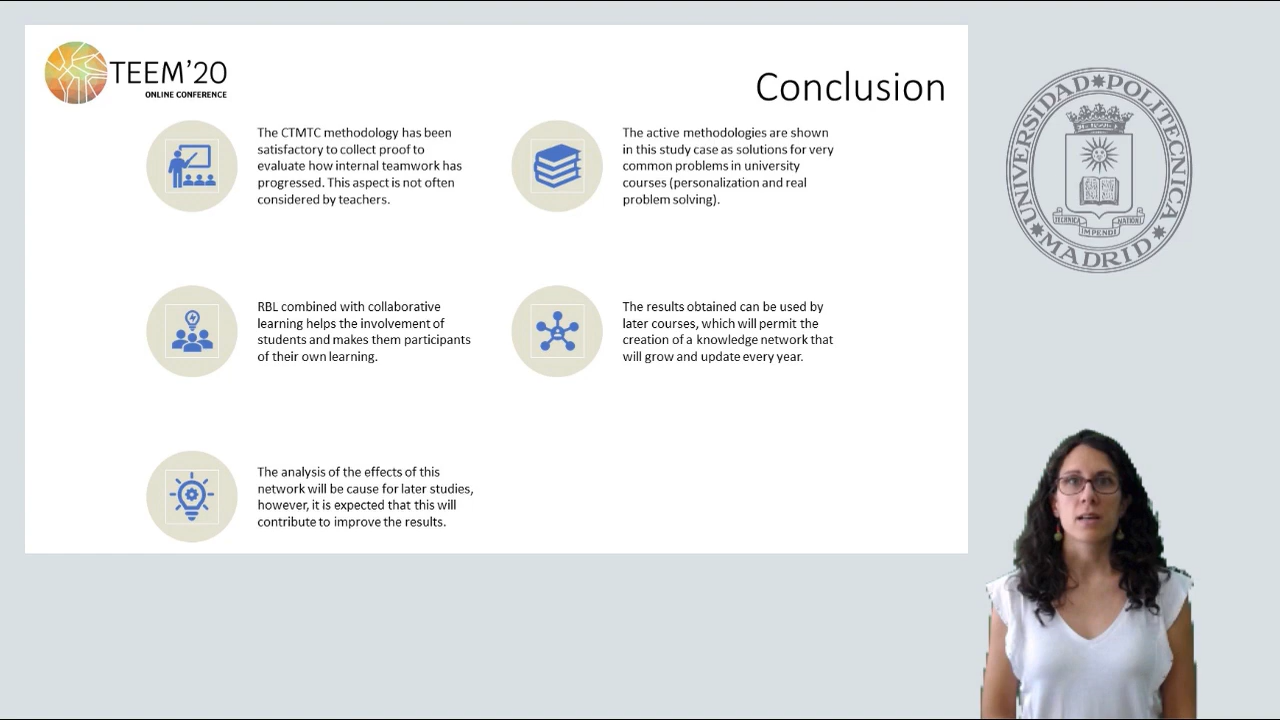 TEEM'20
ONLINE CONFERENCE
Conclusion
The CTMTC methodology has been
satisfactory to collect proof to
evaluate how internal teamwork has
progressed. This aspect is not often
considered by teachers.
The active methodologies are shown
in this study case as solutions for very
common problems in university
courses (personalization and real
problem solving).
RBL combined with collaborative
learning helps the involvement of
students and makes them participants
of their own learning.
The results obtained can be used by
later courses, which will permit the
creation of a knowledge network that
will grow and update every year.
The analysis of the effects of this
network will be cause for later studies,
however, it is expected that this will
contribute to improve the results.
UNIVERSIDAD POLITECNICA
MADRID
TECHNICA
IMPENDI
NATIONI